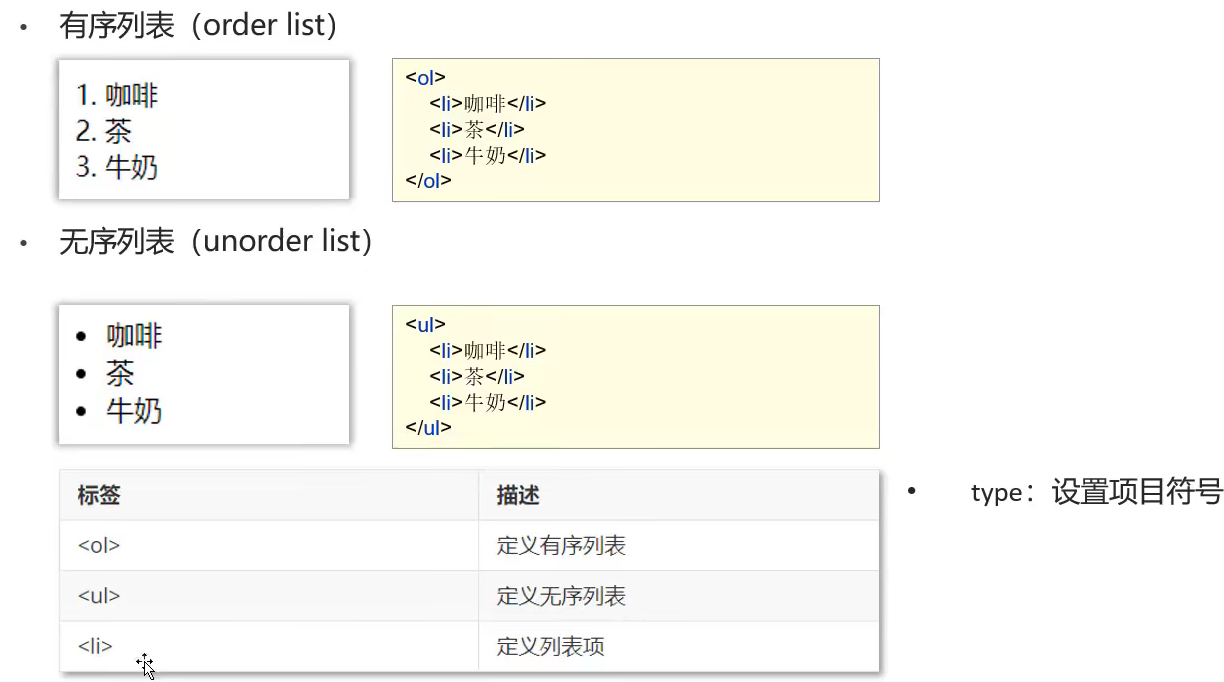 • 有序列表（order list）
1. 咖啡
2. 茶
3. 牛奶
<ol>
<li>咖啡</li>
<li>茶</li>
<li>牛奶</li>
</ol>
• 无序列表（unorder list）
• 咖啡
• 茶
• 牛奶
<ul>
<li>咖啡</li>
<li>茶</li>
<li>牛奶</li>
</ul>
标签 描述
<ol> 定义有序列表
<ul> 定义无序列表
<li> 定义列表项
• type：设置项目符号